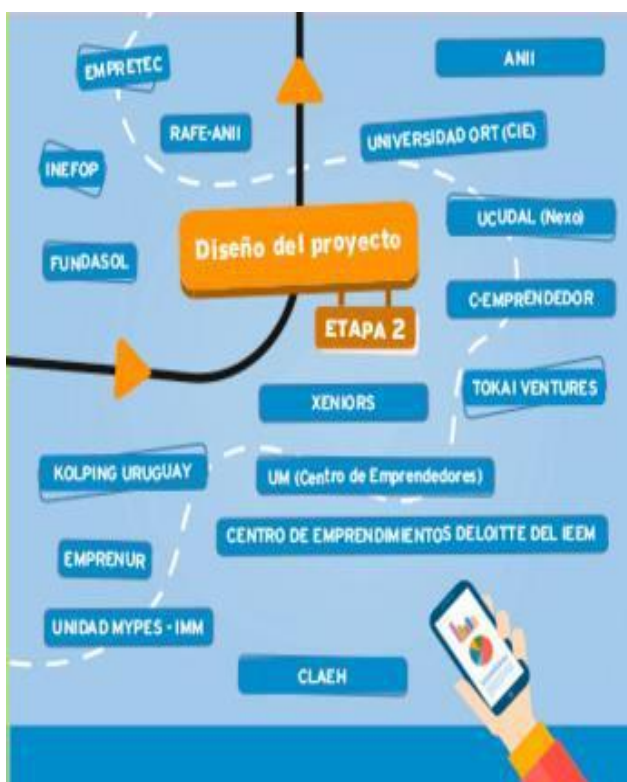 EMPRETEC
ANII
RAFE-ANII
UNIVERSIDAD ORT (CIE)
INEFOP
UCUDAL (Nexo)
Diseño del proyecto
FUNDASOL
C-EMPRENDEDOR
ETAPA 2
TOKAI VENTURES
XENIORS
KOLPING URUGUAY
UM (Centro de Emprendedores)
CENTRO DE EMPRENDIMIENTOS DELOITTE DEL IEEM
EMPRENUR
UNIDAD MYPES - IMM
CLAEH